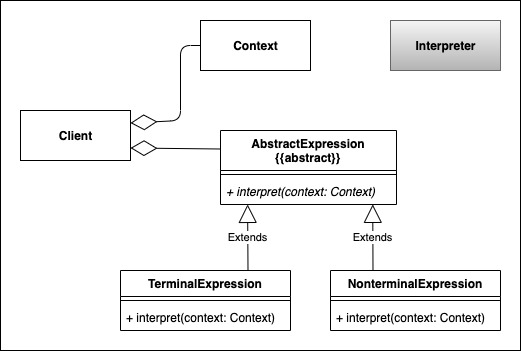 Context
Interpreter
Client
AbstractExpression
{{abstract}}
+ interpret(context: Context)
Extends
Extends
TerminalExpression
+ interpret(context: Context)
NonterminalExpression
+ interpret(context: Context)